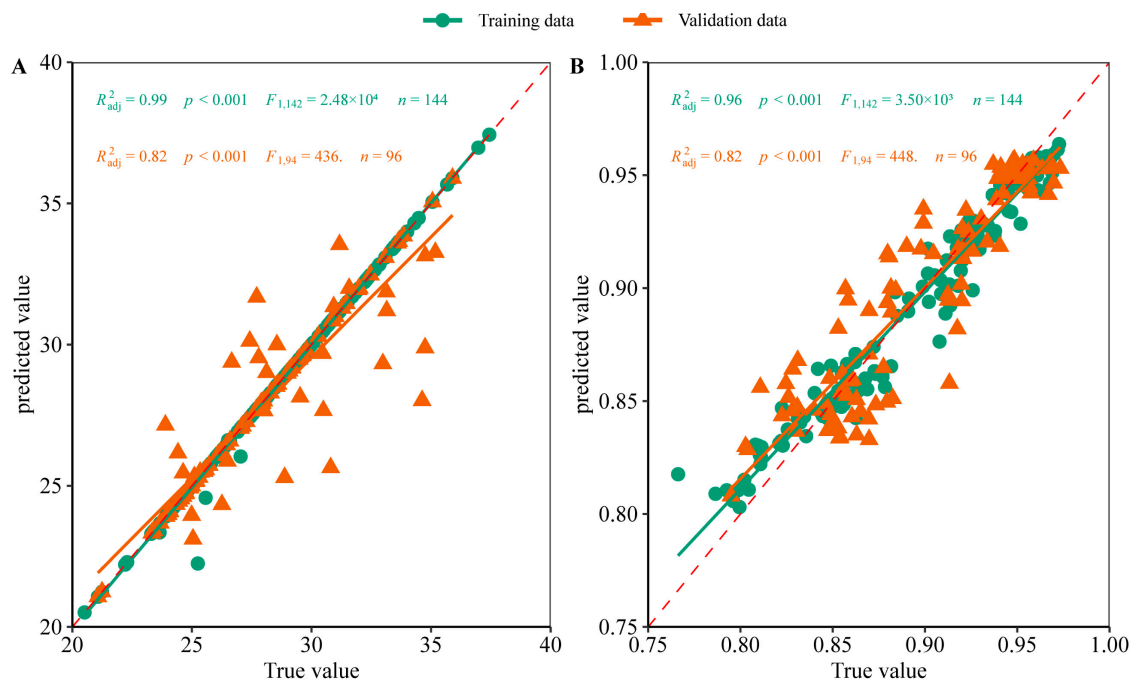 Training data
Validation data
A
R²adj = 0.99 p < 0.001 F1,142 = 2.48×10⁴ n = 144
R²adj = 0.82 p < 0.001 F1,94 = 436. n = 96
40
35
30
25
20
predicted value
20 25 30 35 40
True value
B
R²adj = 0.96 p < 0.001 F1,142 = 3.50×10³ n = 144
R²adj = 0.82 p < 0.001 F1,94 = 448. n = 96
1.00
0.95
0.90
0.85
0.80
0.75
predicted value
0.75 0.80 0.85 0.90 0.95 1.00
True value